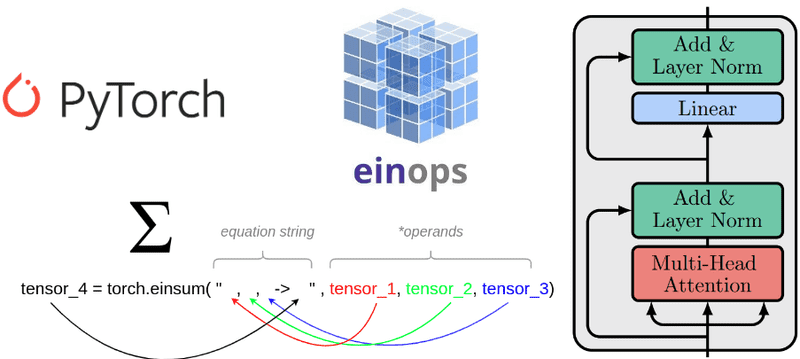 PyTorch
einops
Σ
equation string
*operands
tensor_4 = torch.einsum( " , , -> " , tensor_1, tensor_2, tensor_3)
Add &
Layer Norm
Linear
Add &
Layer Norm
Multi-Head
Attention